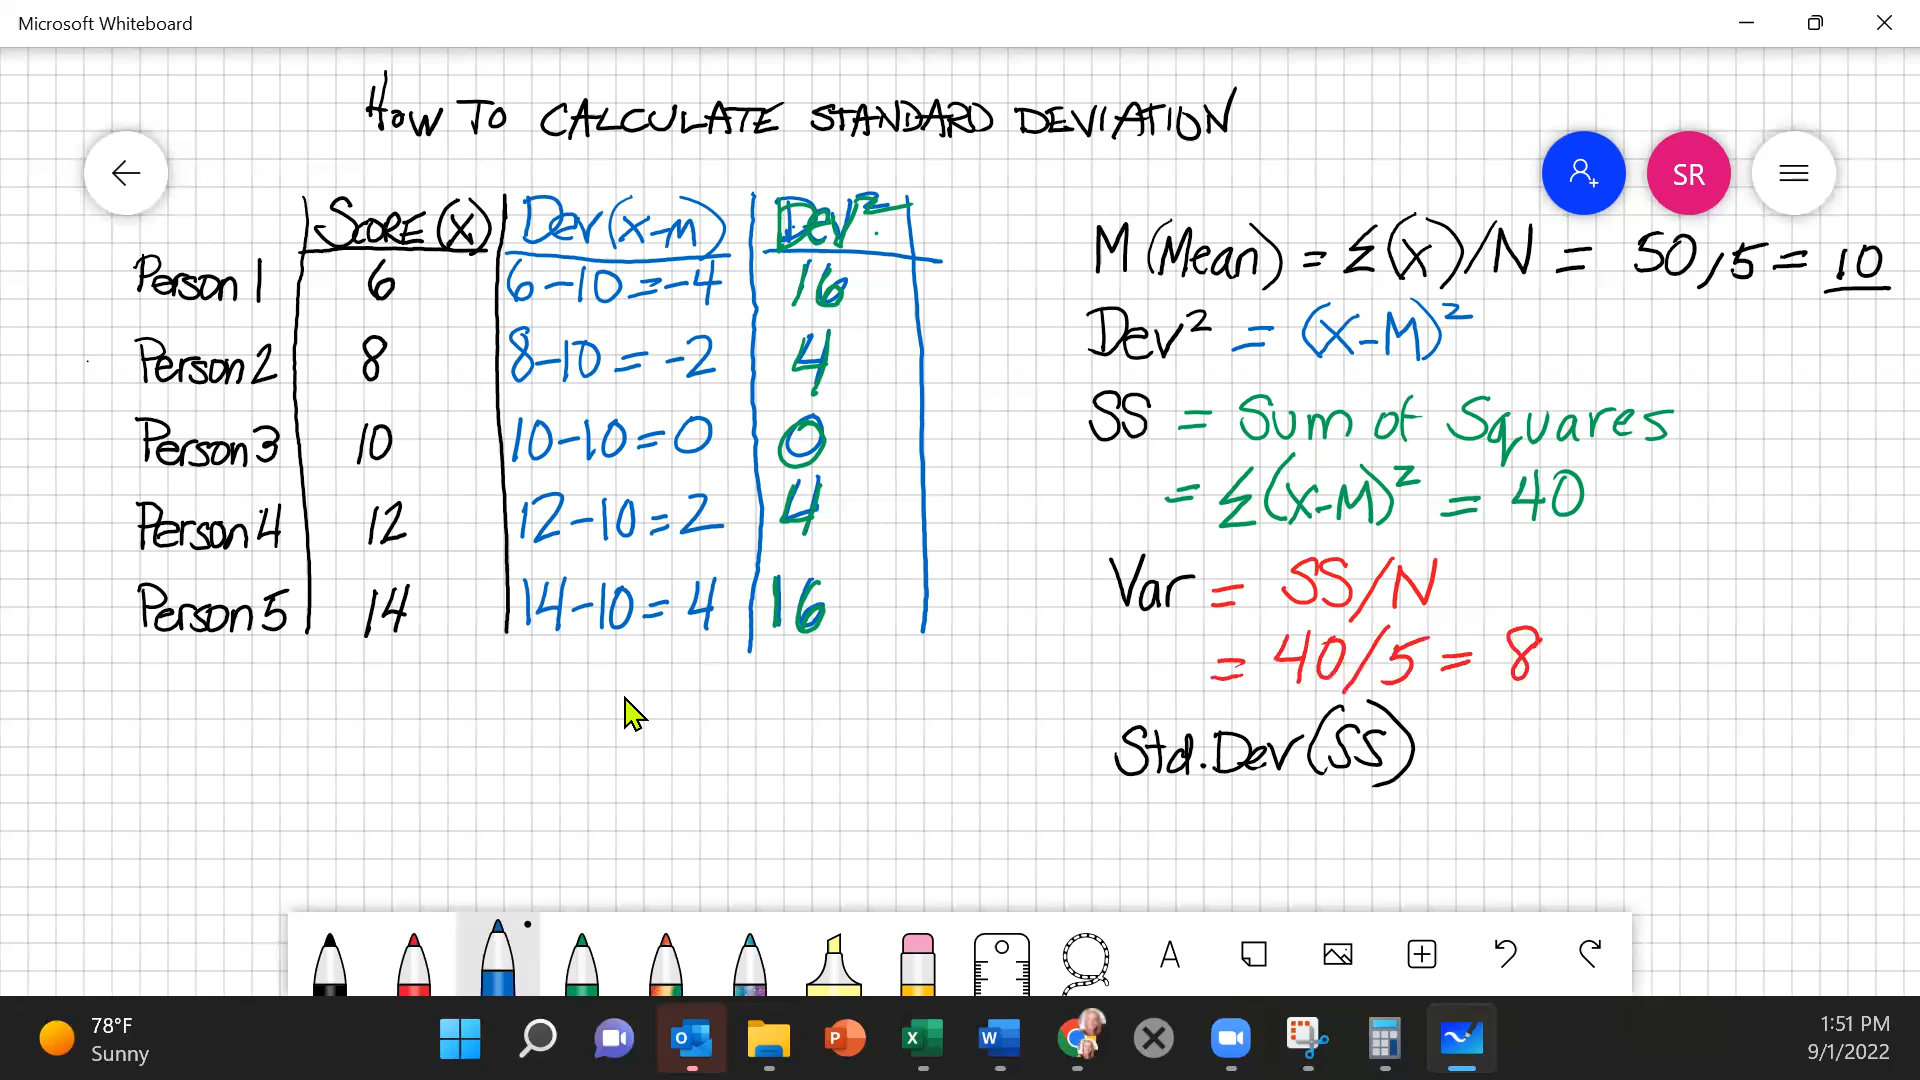 Microsoft Whiteboard
HOW TO CALCULATE STANDARD DEVIATION
SR
SCORE (X) Dev (X-M) Dev²
Person 1 6 6-10=-4 16
Person 2 8 8-10=-2 4
Person 3 10 10-10=0 0
Person 4 12 12-10=2 4
Person 5 14 14-10=4 16
M (Mean) = Σ(X)/N = 50/5 = 10
Dev² = (X-M)²
SS = Sum of Squares
= Σ(X-M)² = 40
Var = SS/N
= 40/5 = 8
Std. Dev (SS)
A
78°F
Sunny
1:51 PM
9/1/2022